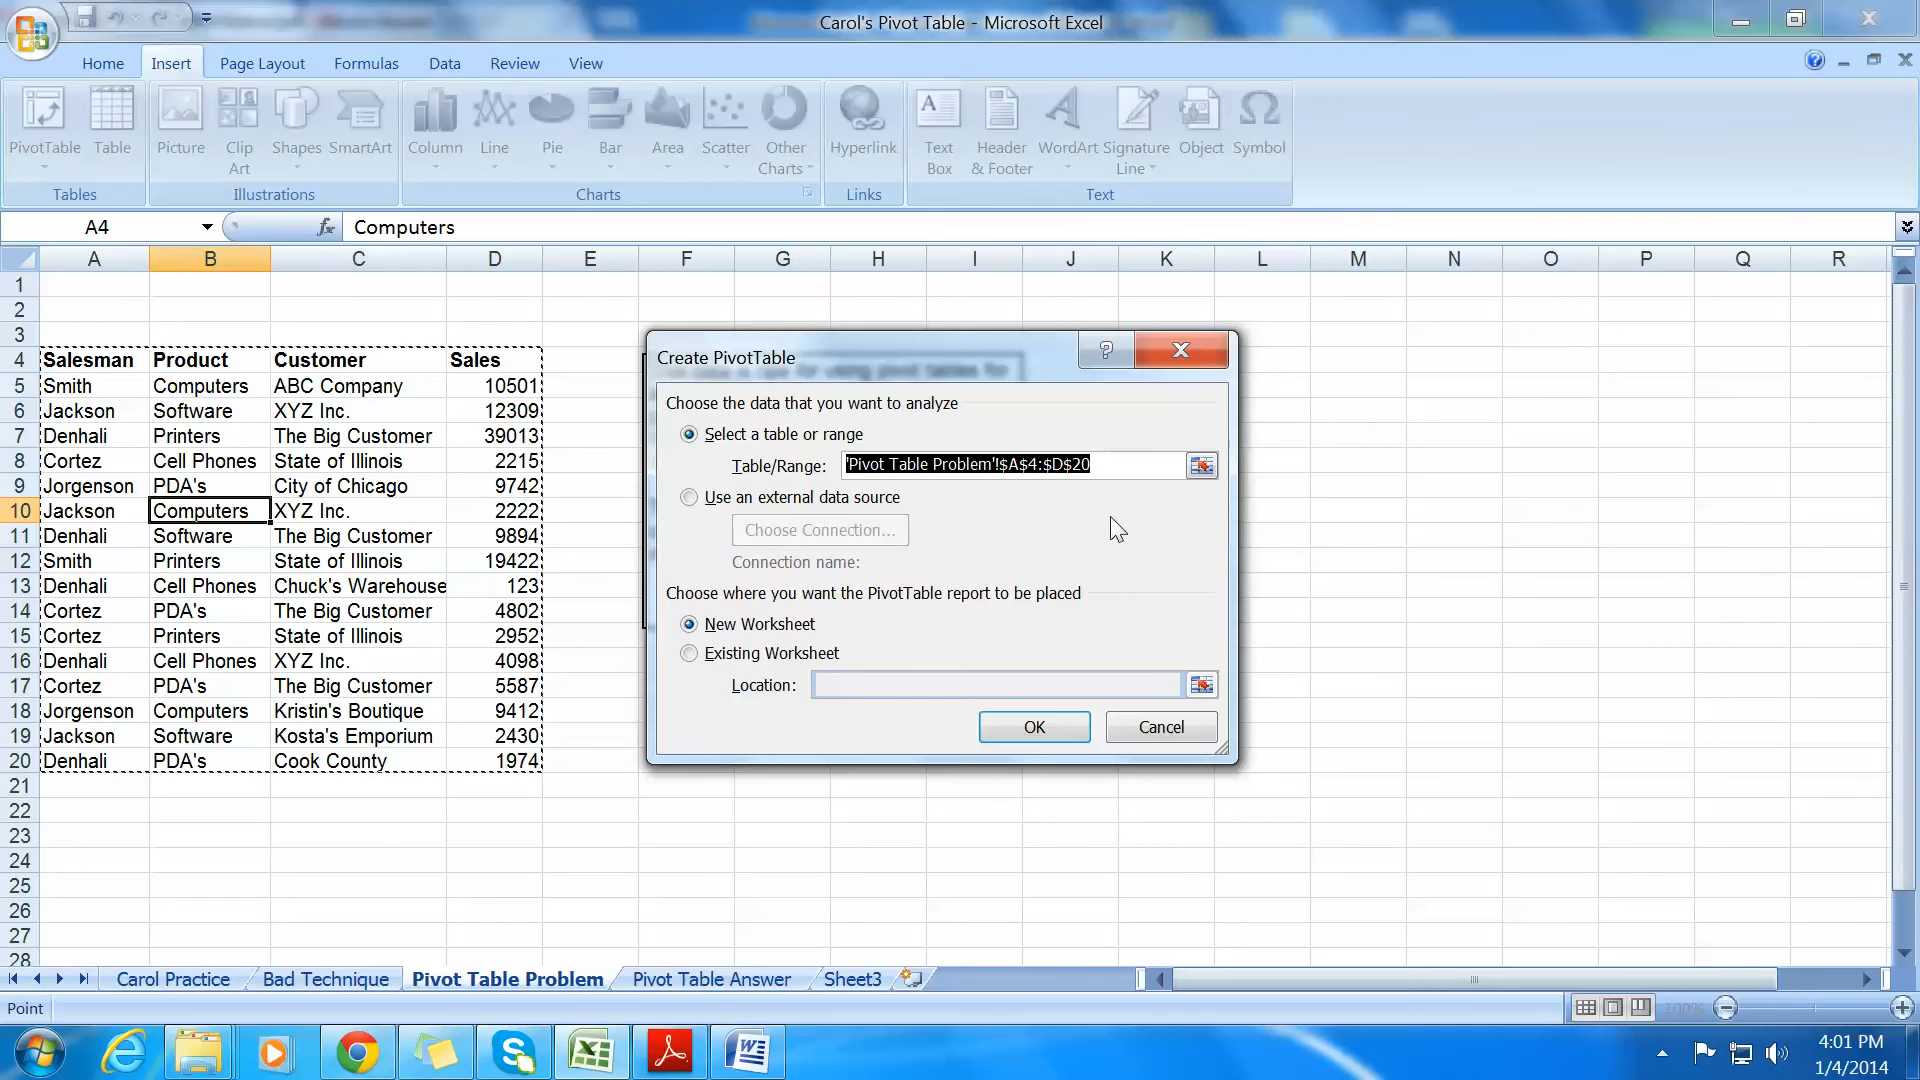 Carol's Pivot Table - Microsoft Excel
Home Insert Page Layout Formulas Data Review View
PivotTable Table Picture Clip Art Shapes SmartArt Column Line Pie Bar Area Scatter Other Charts Hyperlink Text Box Header & Footer WordArt Signature Line Object Symbol
Tables Illustrations Charts Links Text
A4 fx Computers
A B C D E F G H I J K L M N O P Q R
1
2
3
4 Salesman Product Customer Sales
5 Smith Computers ABC Company 10501
6 Jackson Software XYZ Inc. 12309
7 Denhali Printers The Big Customer 39013
8 Cortez Cell Phones State of Illinois 2215
9 Jorgenson PDA's City of Chicago 9742
10 Jackson Computers XYZ Inc. 2222
11 Denhali Software The Big Customer 9894
12 Smith Printers State of Illinois 19422
13 Denhali Cell Phones Chuck's Warehouse 123
14 Cortez PDA's The Big Customer 4802
15 Cortez Printers State of Illinois 2952
16 Denhali Cell Phones XYZ Inc. 4098
17 Cortez PDA's The Big Customer 5587
18 Jorgenson Computers Kristin's Boutique 9412
19 Jackson Software Kosta's Emporium 2430
20 Denhali PDA's Cook County 1974
21
22
23
24
25
26
27
28
Create PivotTable
?
Choose the data that you want to analyze
Select a table or range
Table/Range: 'Pivot Table Problem'!$A$4:$D$20
Use an external data source
Choose Connection...
Connection name:
Choose where you want the PivotTable report to be placed
New Worksheet
Existing Worksheet
Location:
OK Cancel
Carol Practice Bad Technique Pivot Table Problem Pivot Table Answer Sheet3
Point 100%
4:01 PM
1/4/2014